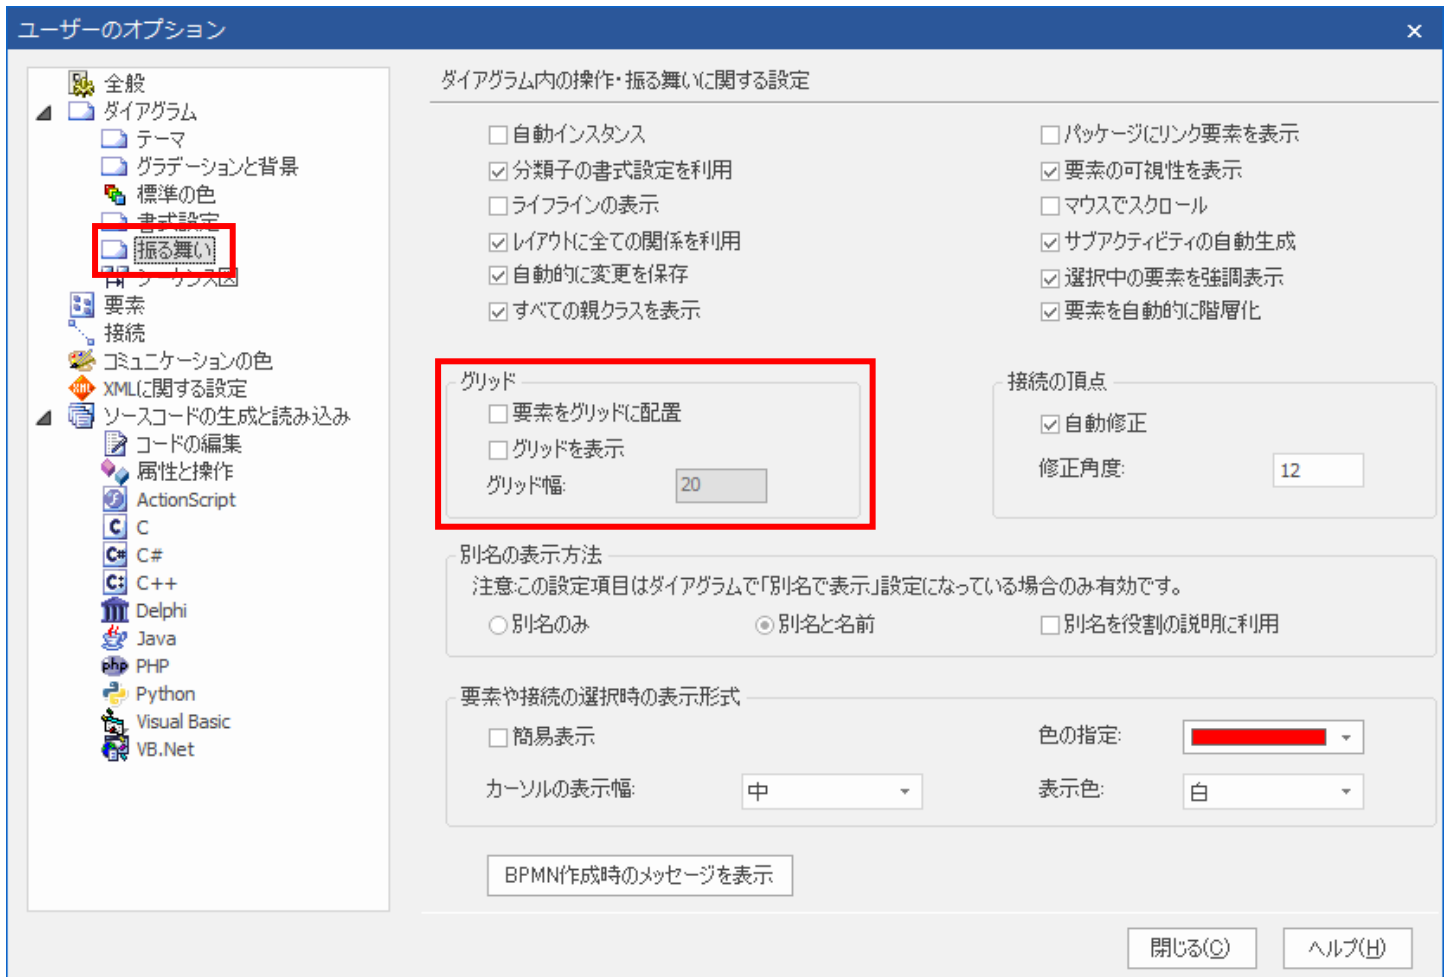 ユーザーのオプション
全般
ダイアグラム
テーマ
グラデーションと背景
標準の色
書式設定
振る舞い
シーケンス図
要素
接続
コミュニケーションの色
XMLに関する設定
ソースコードの生成と読み込み
コードの編集
属性と操作
ActionScript
C
C#
C++
Delphi
Java
PHP
Python
Visual Basic
VB.Net
ダイアグラム内の操作・振る舞いに関する設定
自動インスタンス
パッケージにリンク要素を表示
分類子の書式設定を利用
要素の可視性を表示
ライフラインの表示
マウスでスクロール
レイアウトに全ての関係を利用
サブアクティビティの自動生成
自動的に変更を保存
選択中の要素を強調表示
すべての親クラスを表示
要素を自動的に階層化
グリッド
要素をグリッドに配置
グリッドを表示
グリッド幅: 20
接続の頂点
自動修正
修正角度: 12
別名の表示方法
注意:この設定項目はダイアグラムで「別名で表示」設定になっている場合のみ有効です。
別名のみ 別名と名前 別名を役割の説明に利用
要素や接続の選択時の表示形式
簡易表示 色の指定:
カーソルの表示幅: 中 表示色: 白
BPMN作成時のメッセージを表示
閉じる(C) ヘルプ(H)